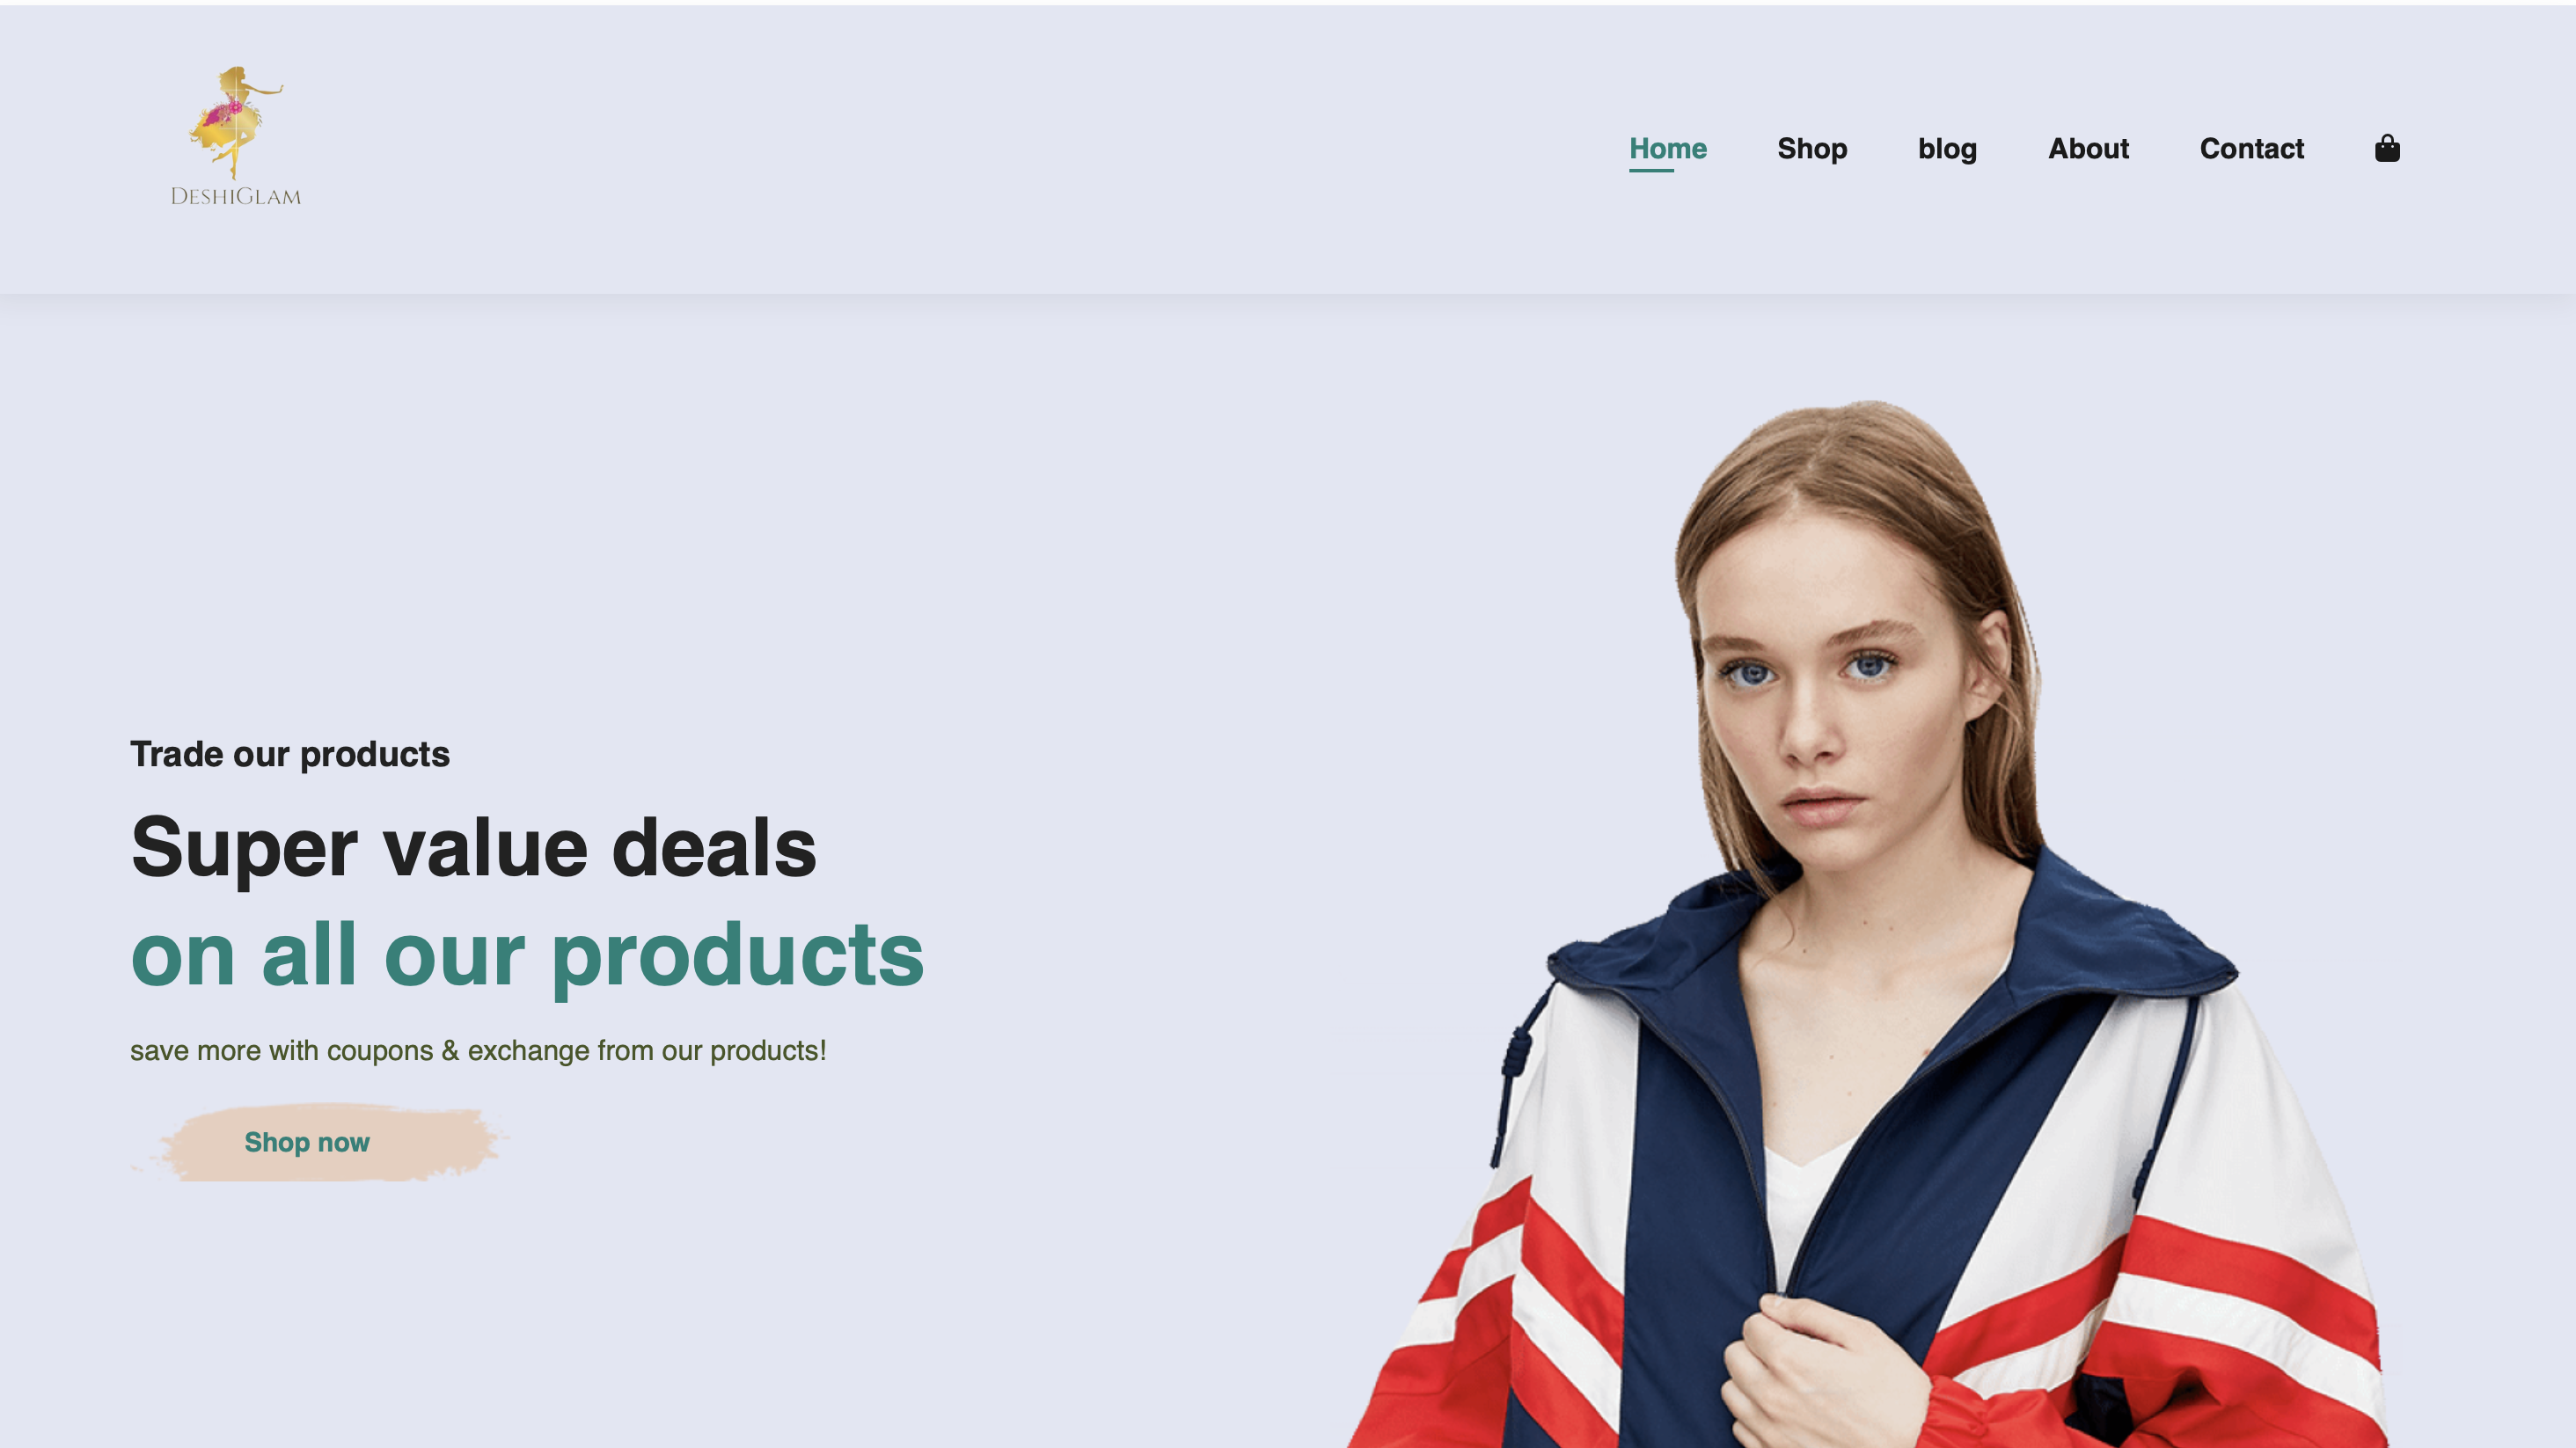 DESHIGLAM
Home Shop blog About Contact
Trade our products
Super value deals
on all our products
save more with coupons & exchange from our products!
Shop now